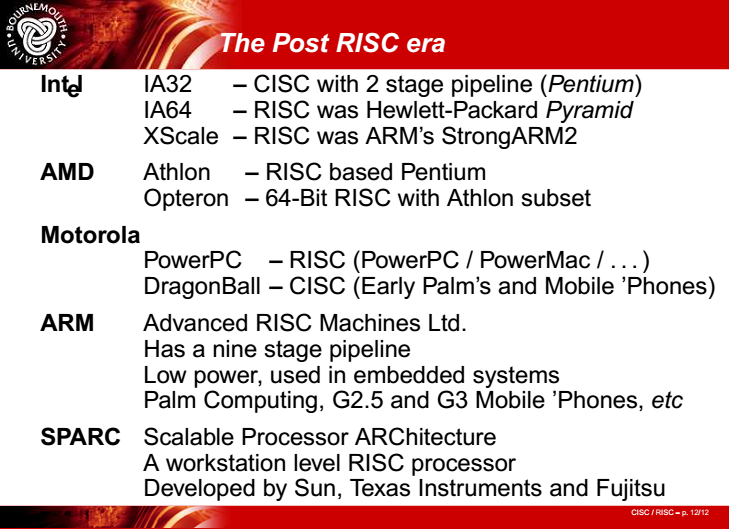 BOURNEMOUTH UNIVERSITY
The Post RISC era
Intel IA32 – CISC with 2 stage pipeline (Pentium)
IA64 – RISC was Hewlett-Packard Pyramid
XScale – RISC was ARM's StrongARM2
AMD Athlon – RISC based Pentium
Opteron – 64-Bit RISC with Athlon subset
Motorola
PowerPC – RISC (PowerPC / PowerMac / . . . )
DragonBall – CISC (Early Palm's and Mobile 'Phones)
ARM Advanced RISC Machines Ltd.
Has a nine stage pipeline
Low power, used in embedded systems
Palm Computing, G2.5 and G3 Mobile 'Phones, etc
SPARC Scalable Processor ARChitecture
A workstation level RISC processor
Developed by Sun, Texas Instruments and Fujitsu
CISC / RISC – p. 12/12